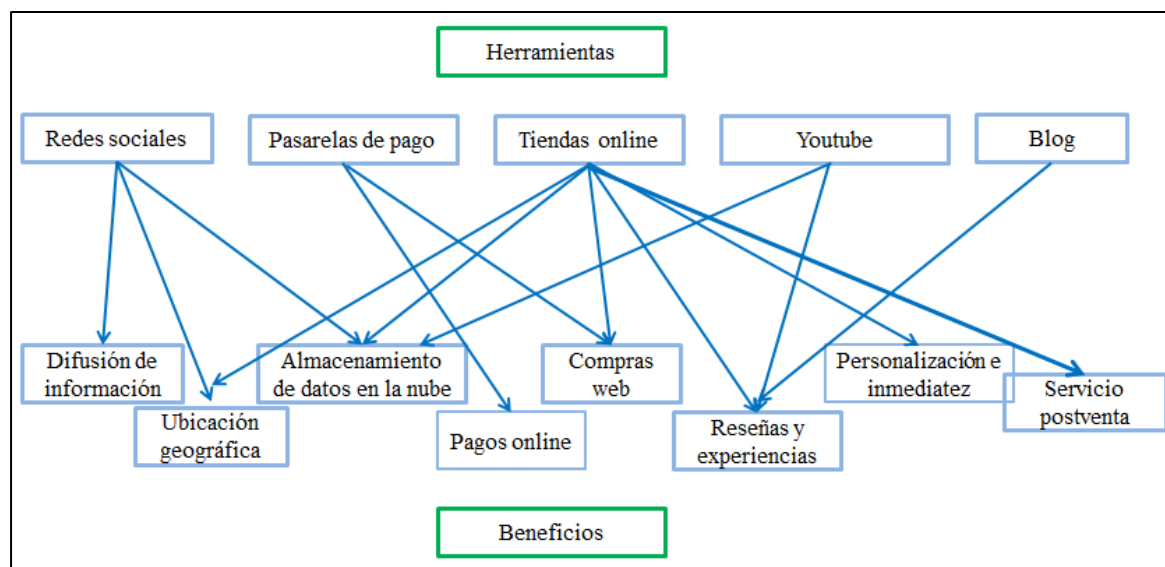 Herramientas
Redes sociales
Pasarelas de pago
Tiendas online
Youtube
Blog
Difusión de
información
Almacenamiento
de datos en la nube
Compras
web
Personalización e
inmediatez
Servicio
postventa
Ubicación
geográfica
Pagos online
Reseñas y
experiencias
Beneficios